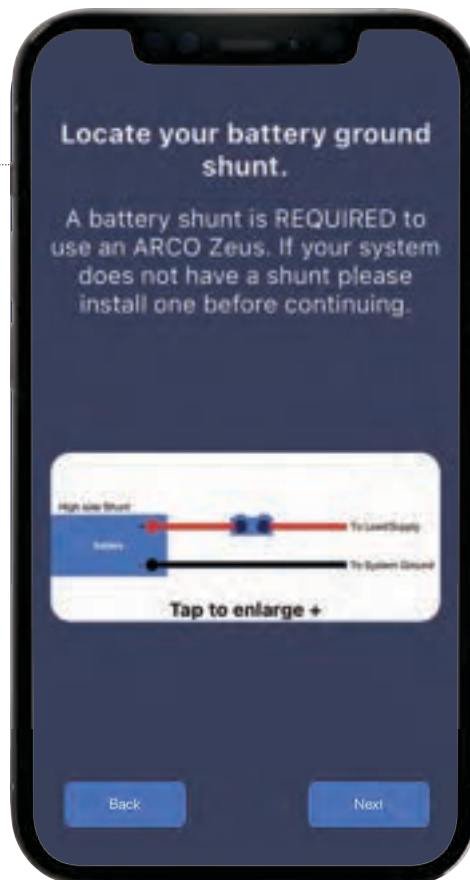 Locate your battery ground
shunt.
A battery shunt is REQUIRED to
use an ARCO Zeus. If your system
does not have a shunt please
install one before continuing.
High side Shunt
Battery
To Load/Supply
To System Ground
Tap to enlarge +
Back
Next